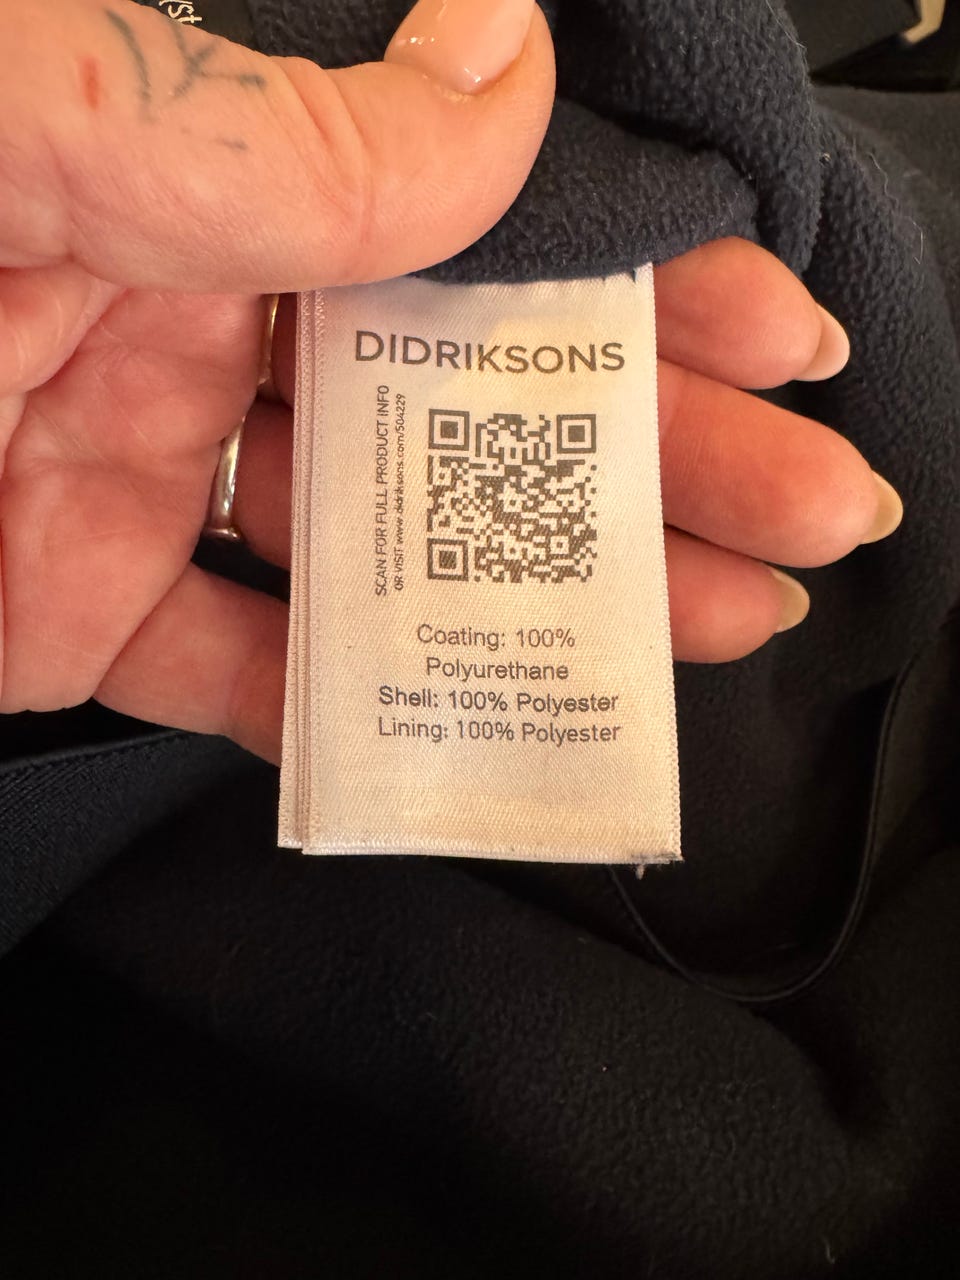 DIDRIKSONS
SCAN FOR FULL PRODUCT INFO
OR VISIT www.didriksons.com/504229
Coating: 100%
Polyurethane
Shell: 100% Polyester
Lining: 100% Polyester